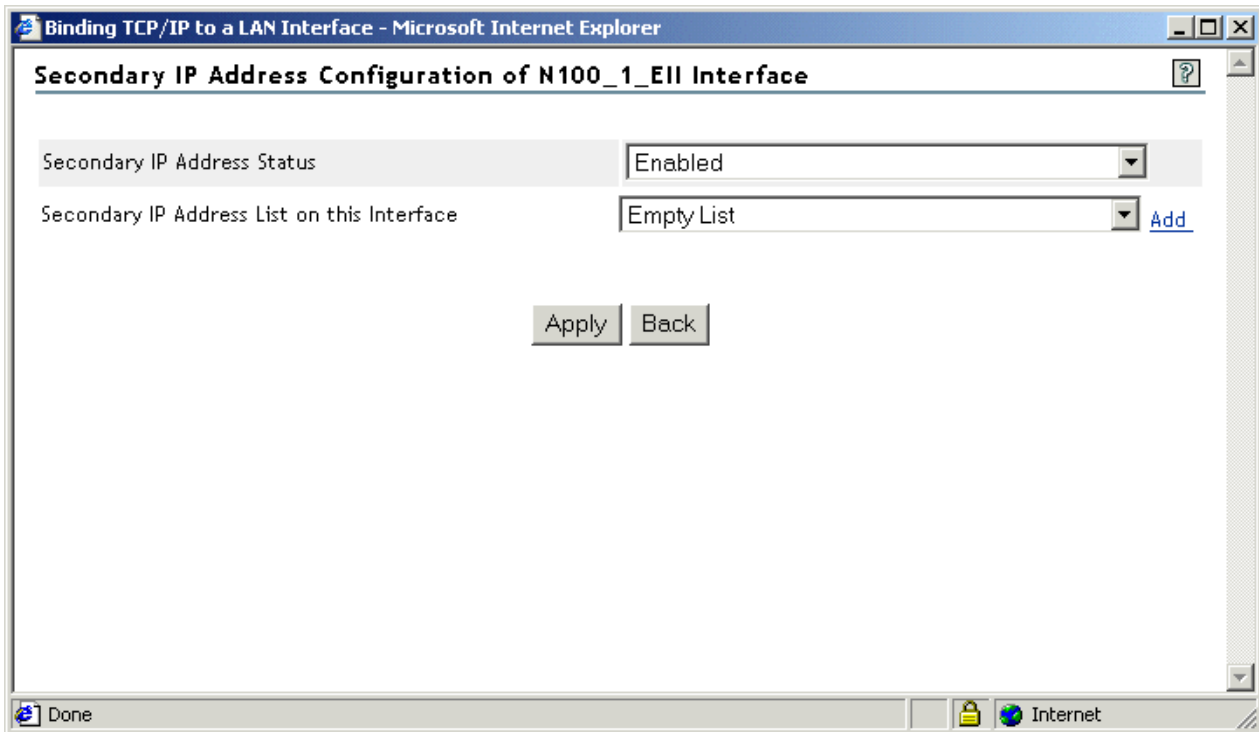 Binding TCP/IP to a LAN Interface - Microsoft Internet Explorer
Secondary IP Address Configuration of N100_1_EII Interface
?
Secondary IP Address Status
Enabled
Secondary IP Address List on this Interface
Empty List
Add
Apply
Back
Done
Internet